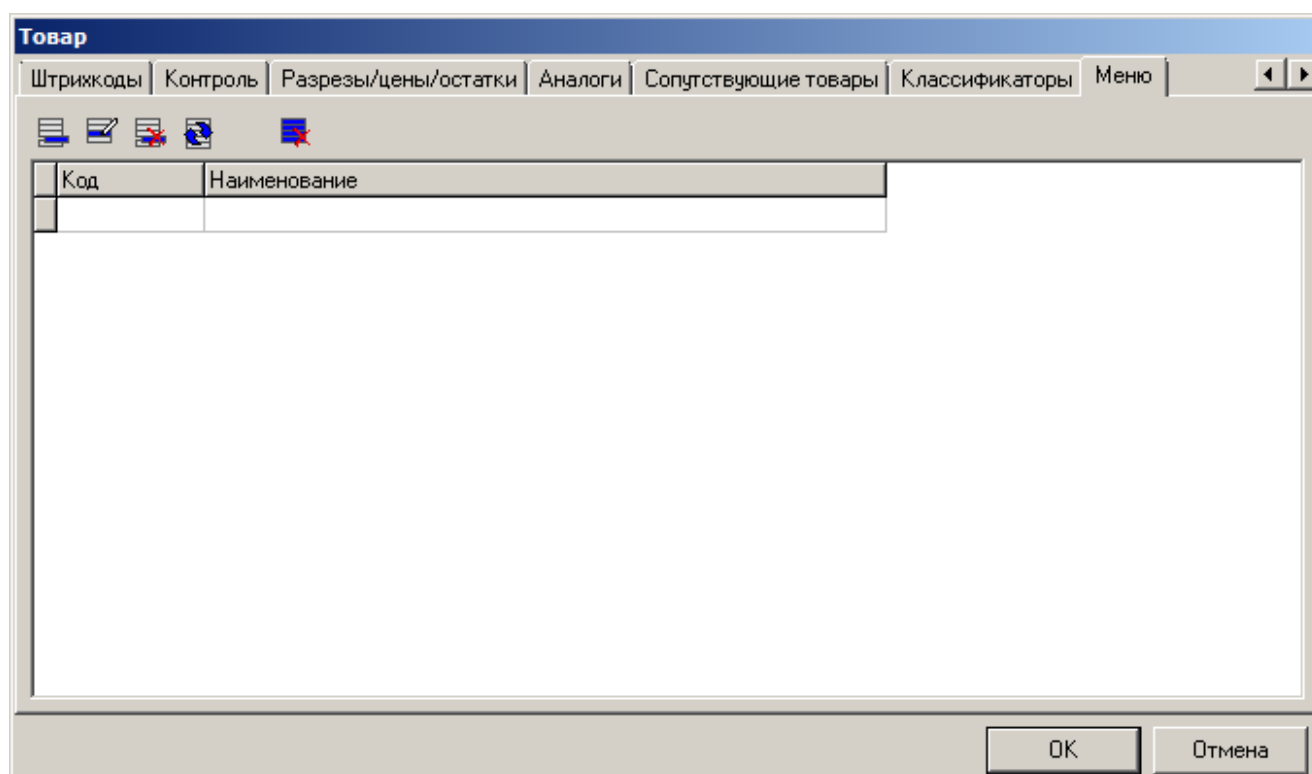 Товар
Штрихкоды Контроль Разрезы/цены/остатки Аналоги Сопутствующие товары Классификаторы Меню
Код Наименование
OK Отмена